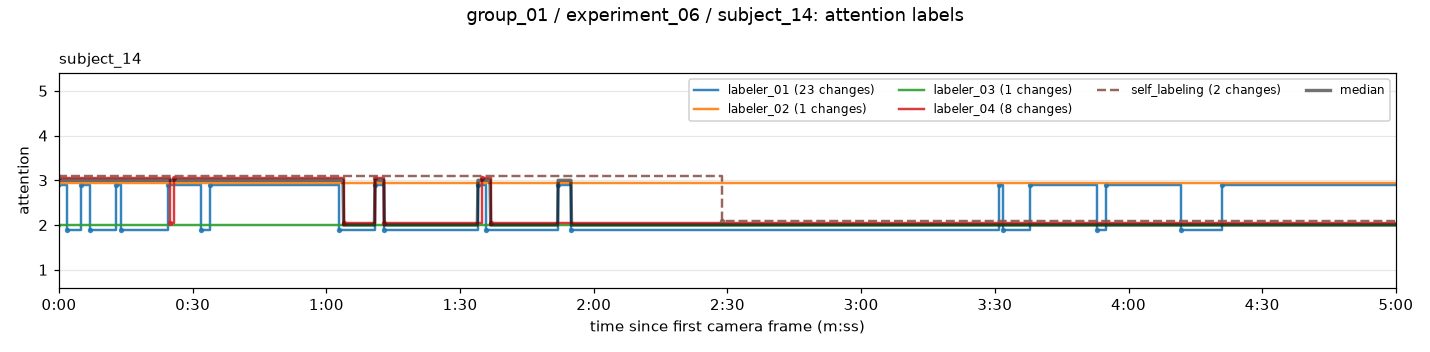 group_01 / experiment_06 / subject_14: attention labels
subject_14
labeler_01 (23 changes)
labeler_02 (1 changes)
labeler_03 (1 changes)
labeler_04 (8 changes)
self_labeling (2 changes)
median
attention
5
4
3
2
1
0:00 0:30 1:00 1:30 2:00 2:30 3:00 3:30 4:00 4:30 5:00
time since first camera frame (m:ss)